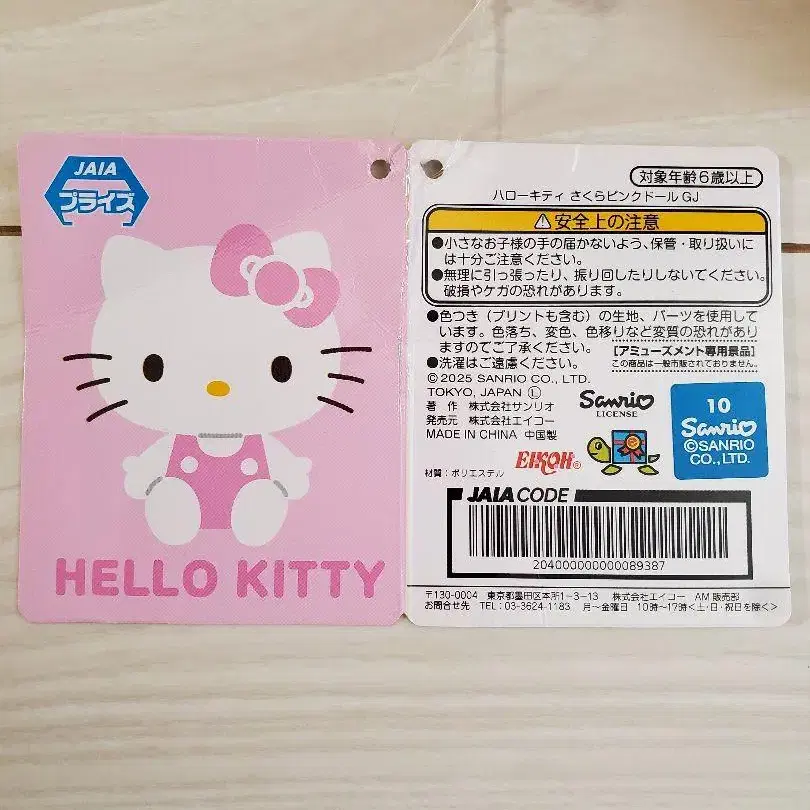 JAIA
プライズ
HELLO KITTY
対象年齢6歳以上
ハローキティ さくらピンクドール GJ
⚠安全上の注意
●小さなお子様の手の届かないよう、保管・取り扱いに
は十分ご注意ください。
●無理に引っ張ったり、振り回したりしないでください。
破損やケガの恐れがあります。
●色つき（プリントも含む）の生地、パーツを使用して
います。色落ち、変色、色移りなど変質の恐れがあり
ますのでご了承ください。
[アミューズメント専用景品]
●洗濯はご遠慮ください。
この商品は一般市販されておりません。
© 2025 SANRIO CO., LTD.
TOKYO, JAPAN Ⓛ
著 作 株式会社サンリオ
発売元 株式会社エイコー
MADE IN CHINA 中国製
Sanrio
LICENSE
10
Sanrio
©SANRIO
CO.,LTD.
材質：ポリエステル
EIKOH®
JAIA CODE
204000000000089387
〒130-0004 東京都墨田区本所1-3-13 株式会社エイコー AM販売部
お問合せ先 TEL：03-3624-1183 月～金曜日 10時～17時<土・日・祝日を除く>